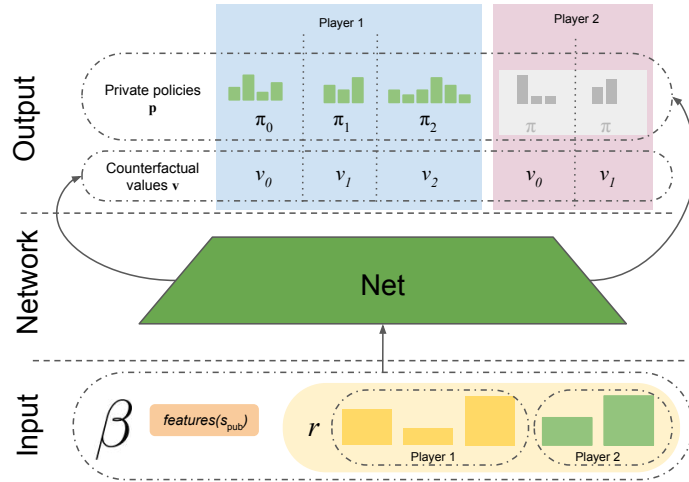 Player 1
Player 2
Output
Private policies
p
π0
π1
π2
π
π
Counterfactual
values v
v0
v1
v2
v0
v1
Network
Net
Input
β
features(spub)
r
Player 1
Player 2